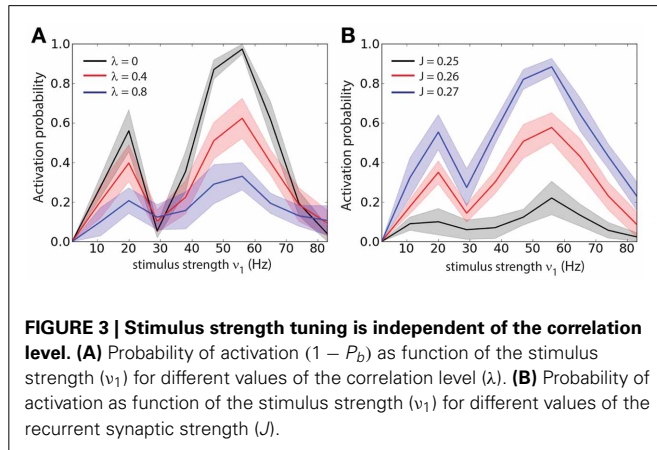 A
B
1.0
0.8
0.6
0.4
0.2
0.0
Activation probability
λ = 0
λ = 0.4
λ = 0.8
10 20 30 40 50 60 70 80
stimulus strength ν₁ (Hz)
1.0
0.8
0.6
0.4
0.2
0.0
Activation probability
J = 0.25
J = 0.26
J = 0.27
10 20 30 40 50 60 70 80
stimulus strength ν₁ (Hz)
FIGURE 3 | Stimulus strength tuning is independent of the correlation
level. (A) Probability of activation (1 − P_b) as function of the stimulus
strength (ν₁) for different values of the correlation level (λ). (B) Probability of
activation as function of the stimulus strength (ν₁) for different values of the
recurrent synaptic strength (J).